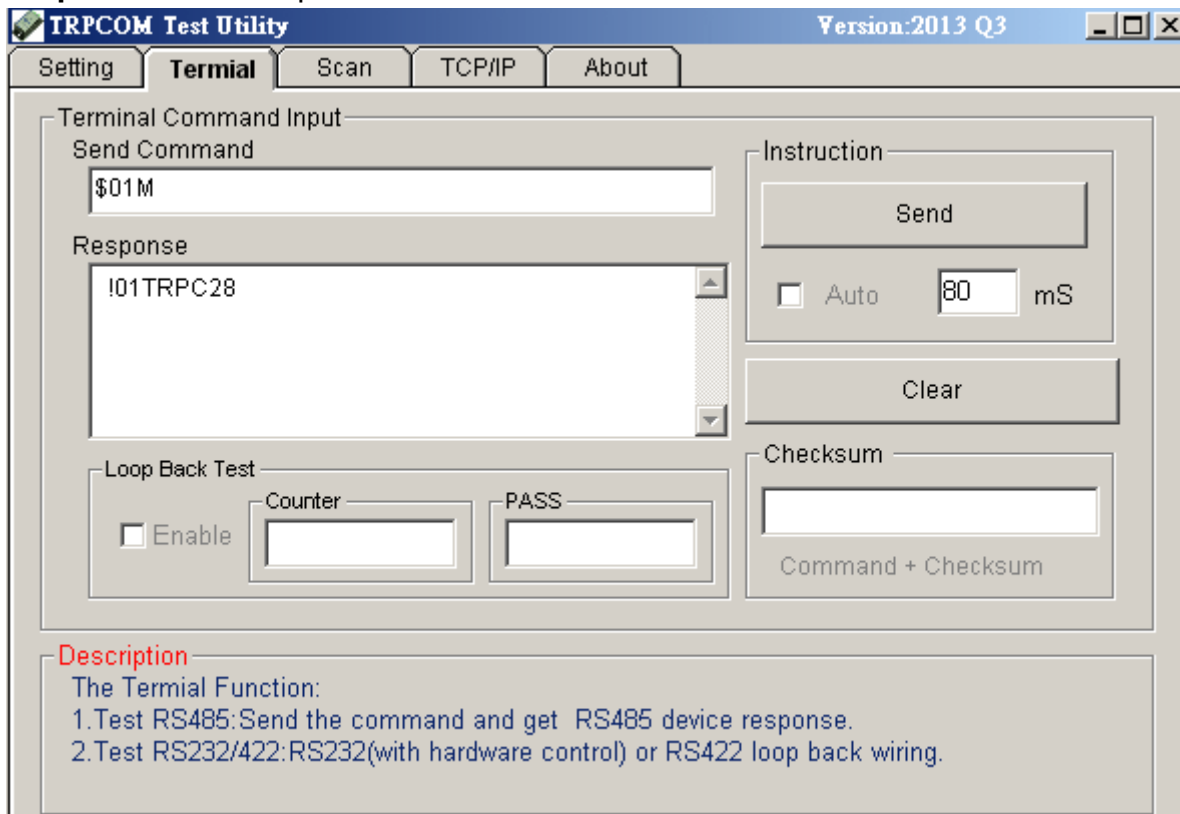 TRPCOM Test Utility Version:2013 Q3
Setting Termial Scan TCP/IP About
Terminal Command Input
Send Command
$01M
Response
!01TRPC28
Instruction
Send
Auto 80 mS
Clear
Loop Back Test
Enable
Counter
PASS
Checksum
Command + Checksum
Description
The Termial Function:
1.Test RS485:Send the command and get RS485 device response.
2.Test RS232/422:RS232(with hardware control) or RS422 loop back wiring.